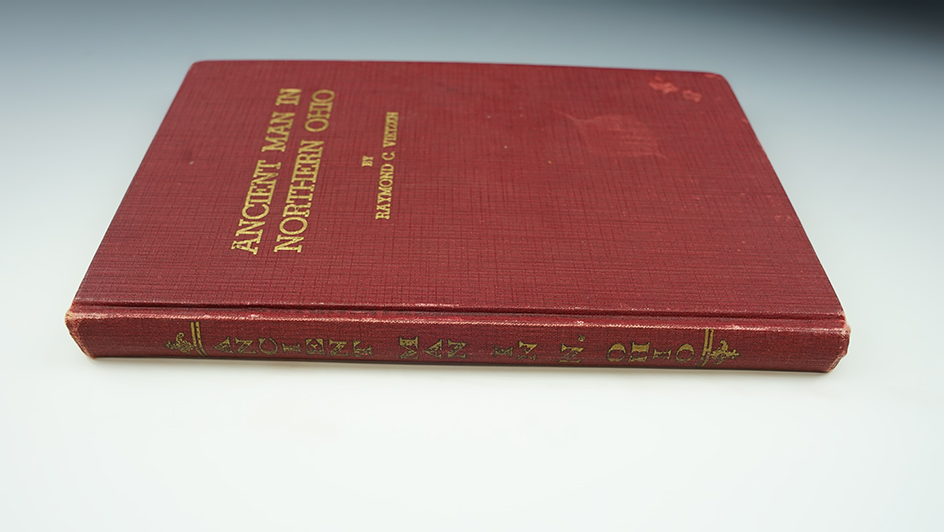 ANCIENT MAN IN
NORTHERN OHIO
BY
RAYMOND C. VIETZEN
ANCIENT MAN IN N. OHIO